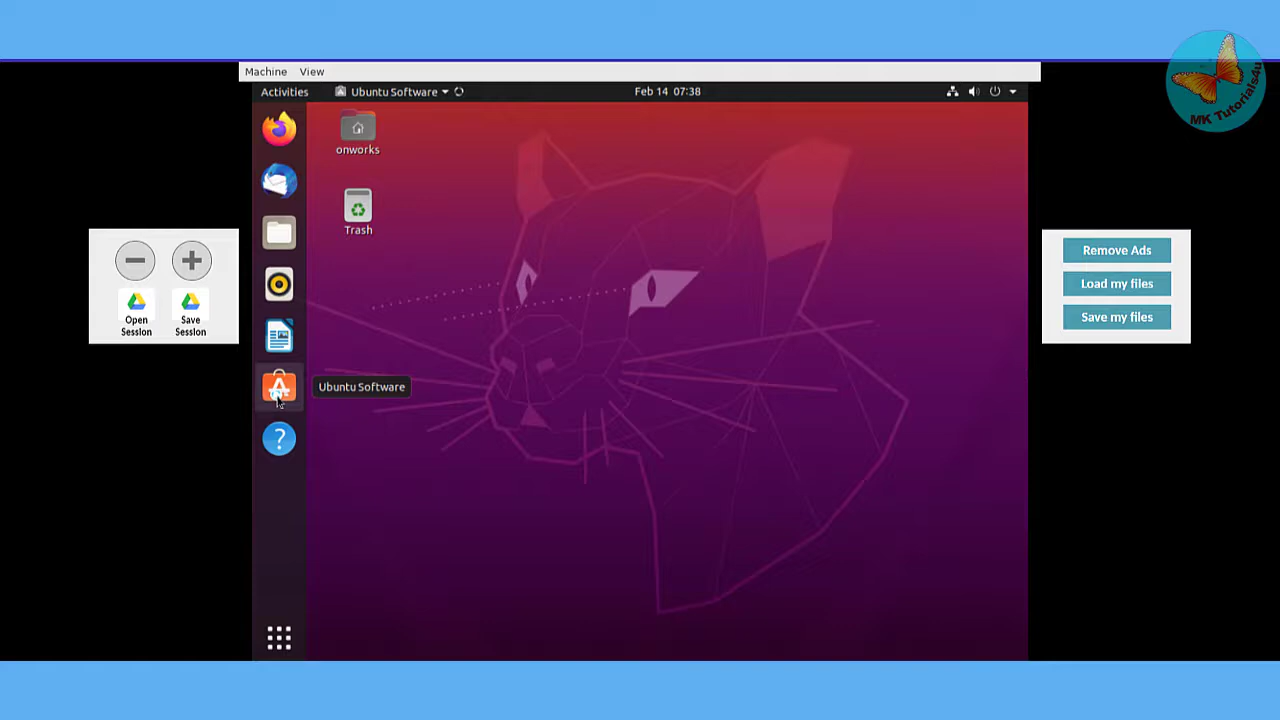 MK Tutorials4u
Machine View
Activities Ubuntu Software Feb 14 07:38
onworks
Trash
Open
Session
Save
Session
Remove Ads
Load my files
Save my files
Ubuntu Software